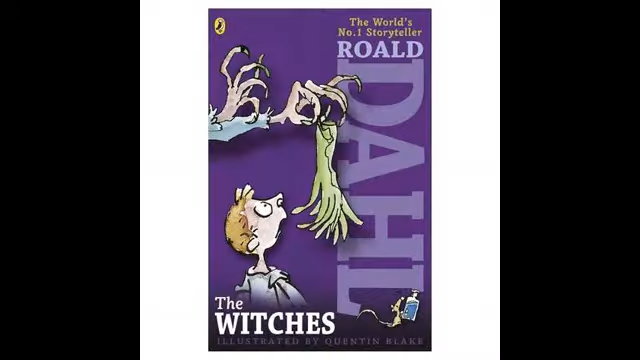 The World's
No.1 Storyteller
ROALD
DAHL
The
WITCHES
ILLUSTRATED BY QUENTIN BLAKE